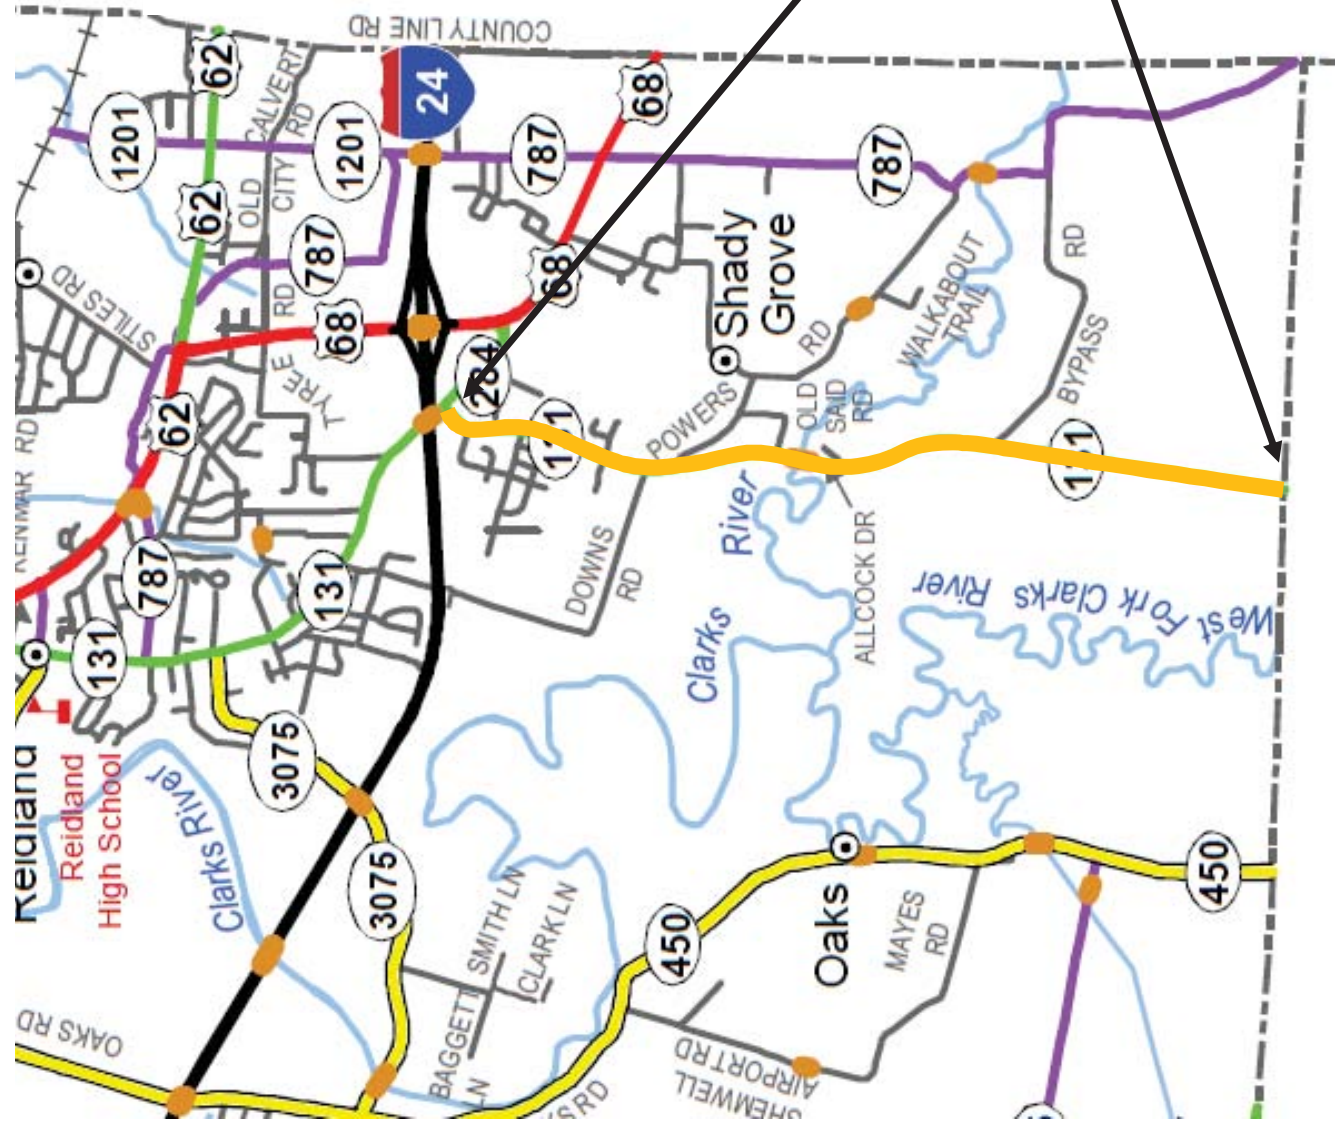 COUNTY LINE RD
62
CALVERT
CITY
RD
24
68
1201
1201
787
787
62
OLD
787
STILES RD
RD
68
68
Shady
Grove
WALKABOUT
TRAIL
RD
RD
BYPASS
TYREE
284
62
131
POWERS
OLD
SAID
RD
131
KENMAR RD
River
ALLCOCK DR
787
131
DOWNS
RD
West Fork Clarks River
131
Clarks
3075
Reidland
Reidland
High School
Clarks River
3075
450
SMITH LN
CLARK LN
450
Oaks
MAYES
RD
OAKS RD
BAGGETT
LN
SHEMWELL
AIRPORT RD
RD